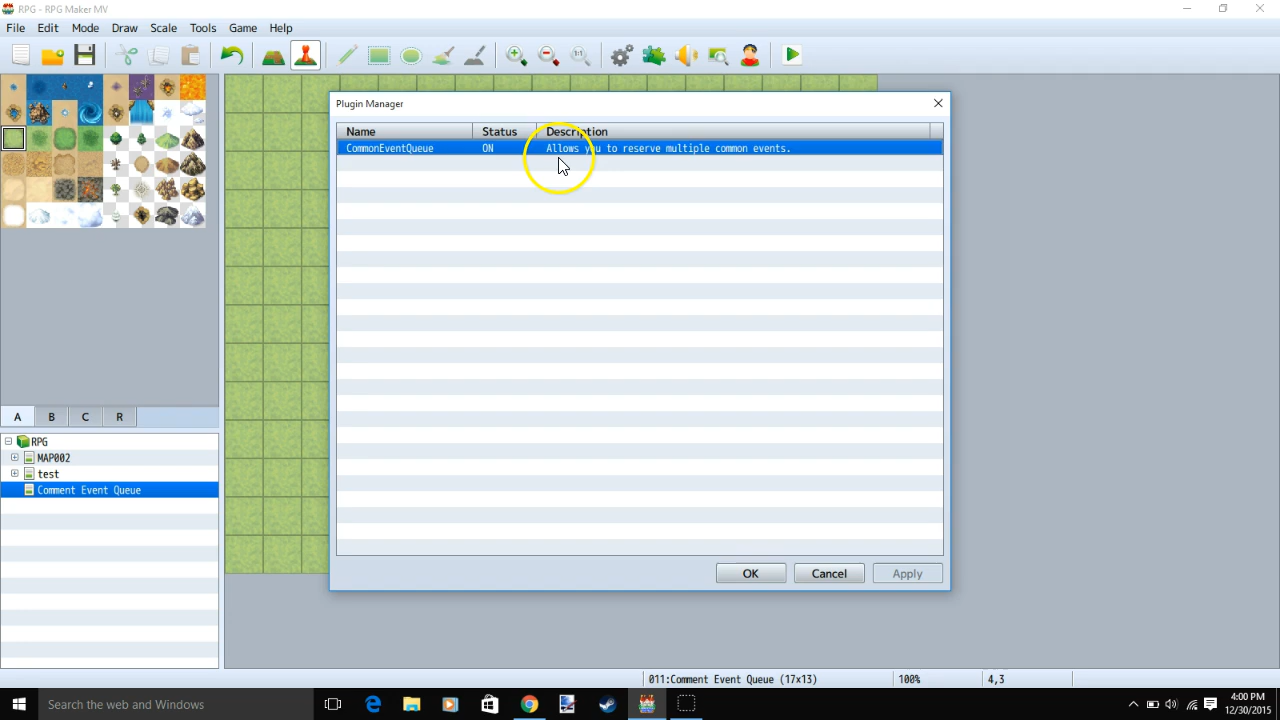 RPG - RPG Maker MV
File Edit Mode Draw Scale Tools Game Help
1:1
Plugin Manager
Name Status Description
CommonEventQueue ON Allows you to reserve multiple common events.
A B C R
RPG
MAP002
test
Comment Event Queue
OK Cancel Apply
011:Comment Event Queue (17x13) 100% 4,3
Search the web and Windows
4:00 PM
12/30/2015